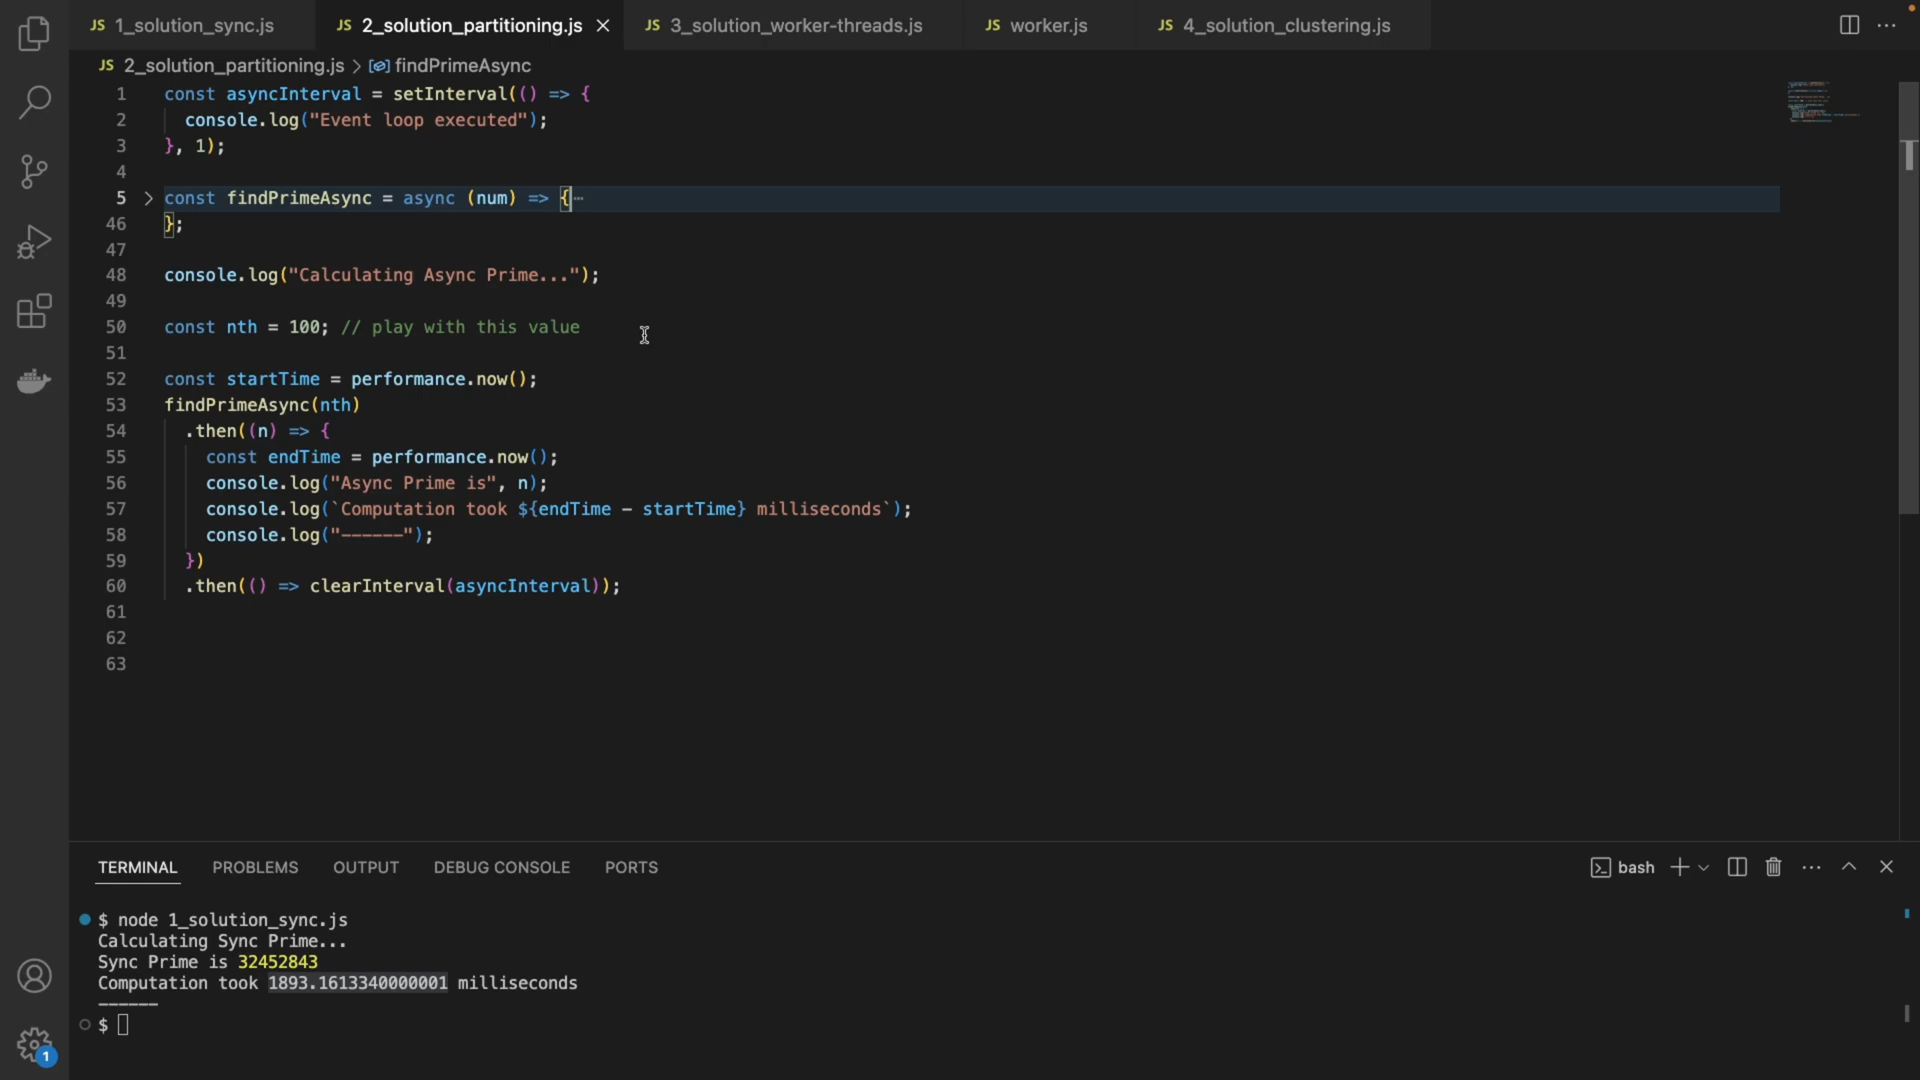 JS 1_solution_sync.js
JS 2_solution_partitioning.js
JS 3_solution_worker-threads.js
JS worker.js
JS 4_solution_clustering.js
JS 2_solution_partitioning.js > findPrimeAsync
1 const asyncInterval = setInterval(() => {
2 console.log("Event loop executed");
3 }, 1);
4
5 const findPrimeAsync = async (num) => {⋯
46 };
47
48 console.log("Calculating Async Prime...");
49
50 const nth = 100; // play with this value
51
52 const startTime = performance.now();
53 findPrimeAsync(nth)
54 .then((n) => {
55 const endTime = performance.now();
56 console.log("Async Prime is", n);
57 console.log(`Computation took ${endTime - startTime} milliseconds`);
58 console.log("------");
59 })
60 .then(() => clearInterval(asyncInterval));
61
62
63
TERMINAL PROBLEMS OUTPUT DEBUG CONSOLE PORTS
bash
$ node 1_solution_sync.js
Calculating Sync Prime...
Sync Prime is 32452843
Computation took 1893.1613340000001 milliseconds
------
$
1